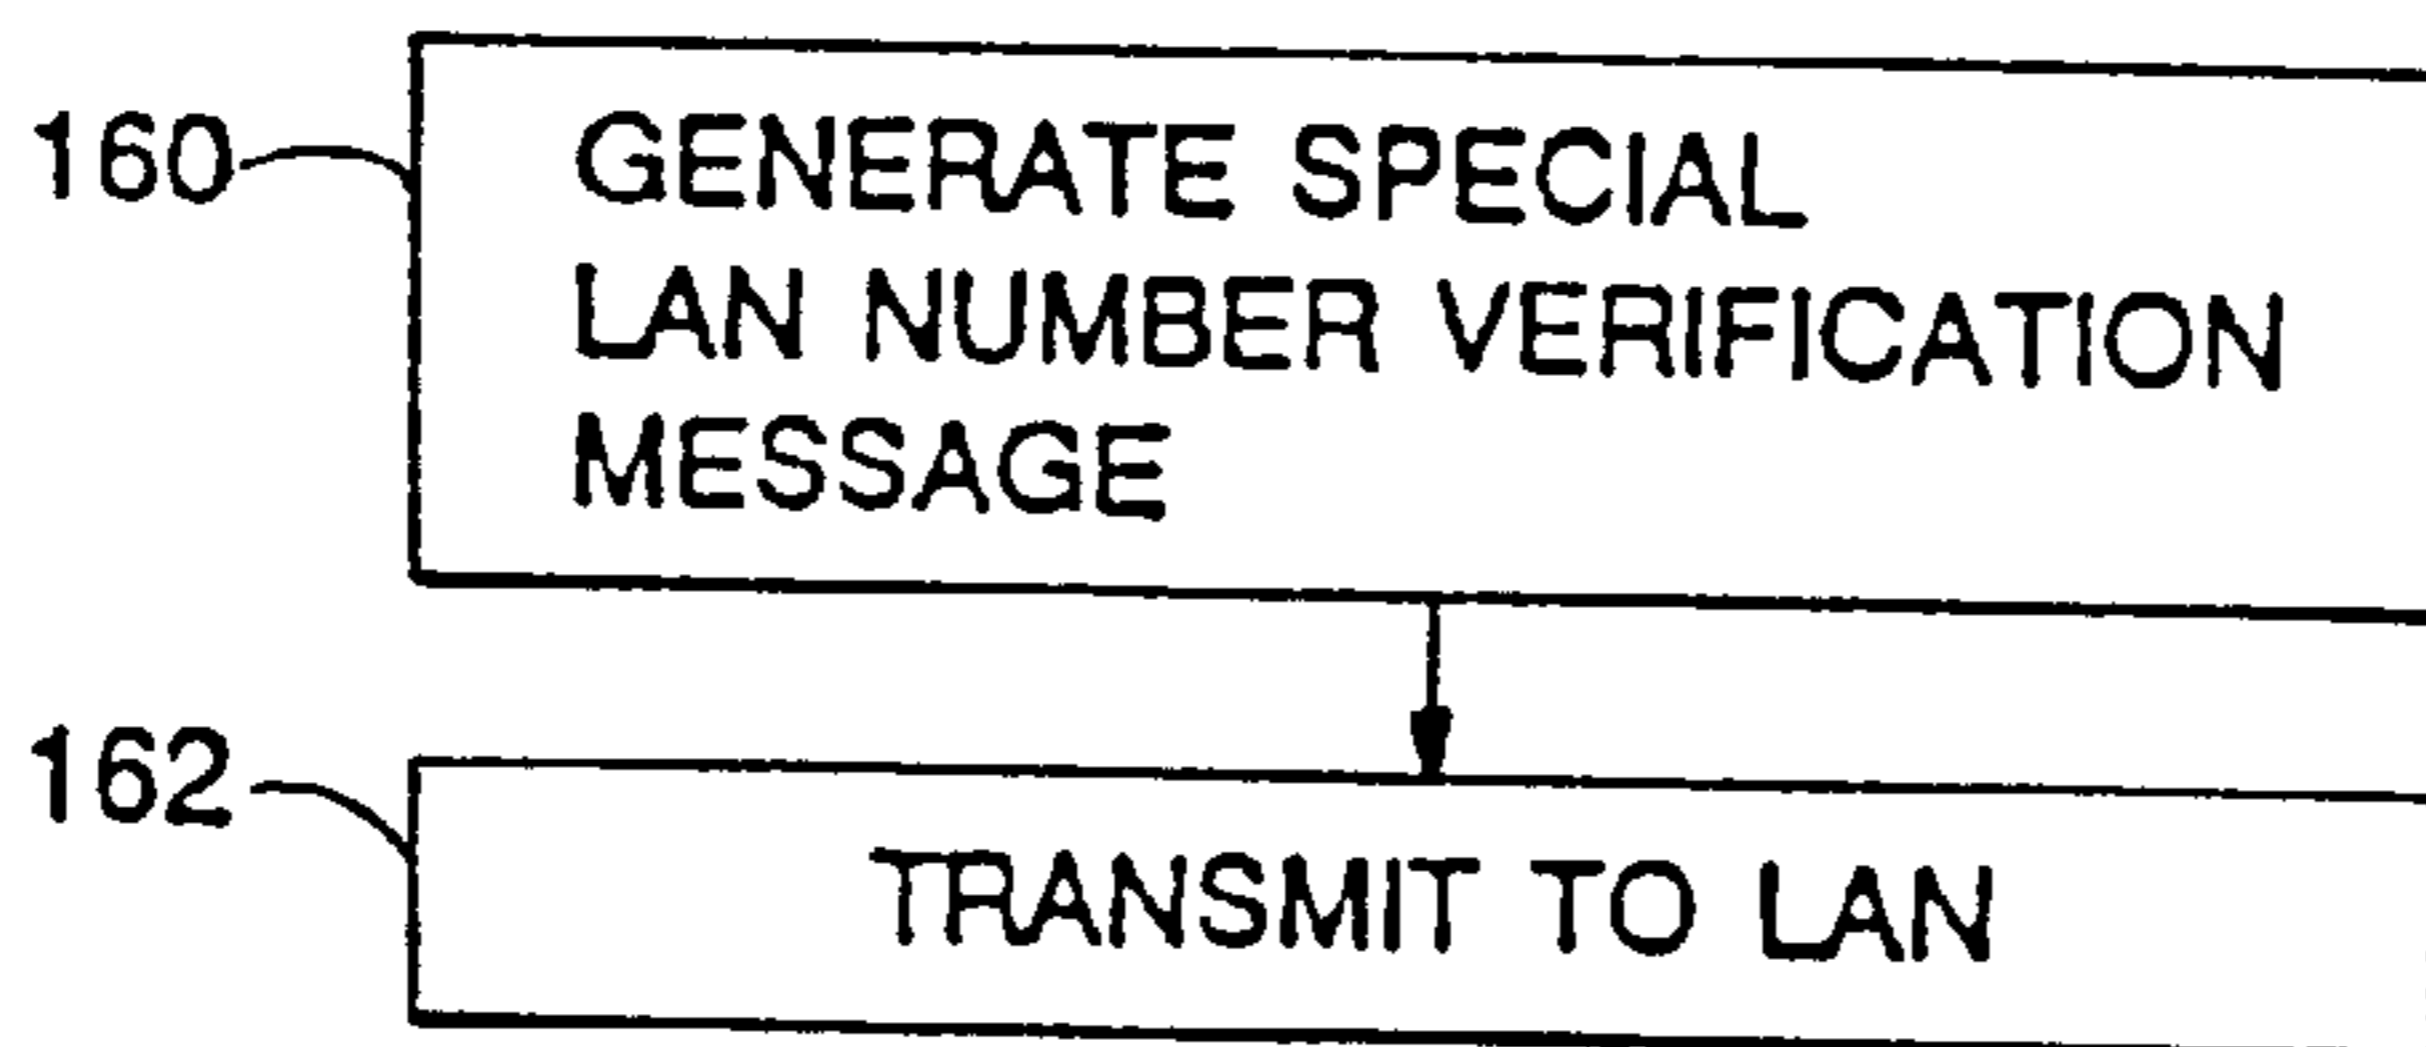 160
GENERATE SPECIAL
LAN NUMBER VERIFICATION
MESSAGE
162
TRANSMIT TO LAN